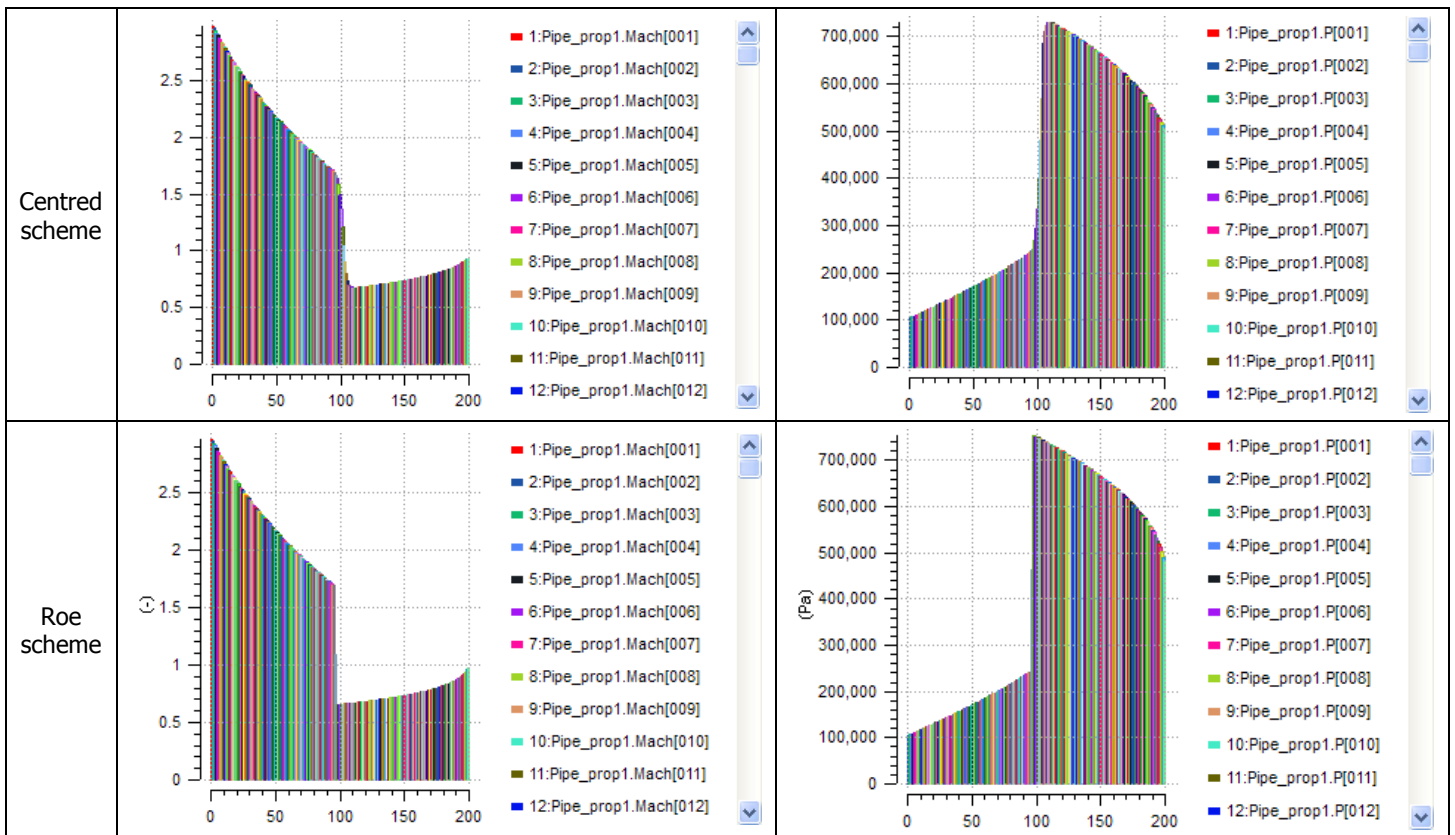 Centred
scheme
2.5
2
1.5
1
0.5
0
0 50 100 150 200
1:Pipe_prop1.Mach[001]
2:Pipe_prop1.Mach[002]
3:Pipe_prop1.Mach[003]
4:Pipe_prop1.Mach[004]
5:Pipe_prop1.Mach[005]
6:Pipe_prop1.Mach[006]
7:Pipe_prop1.Mach[007]
8:Pipe_prop1.Mach[008]
9:Pipe_prop1.Mach[009]
10:Pipe_prop1.Mach[010]
11:Pipe_prop1.Mach[011]
12:Pipe_prop1.Mach[012]
700,000
600,000
500,000
400,000
300,000
200,000
100,000
0
0 50 100 150 200
1:Pipe_prop1.P[001]
2:Pipe_prop1.P[002]
3:Pipe_prop1.P[003]
4:Pipe_prop1.P[004]
5:Pipe_prop1.P[005]
6:Pipe_prop1.P[006]
7:Pipe_prop1.P[007]
8:Pipe_prop1.P[008]
9:Pipe_prop1.P[009]
10:Pipe_prop1.P[010]
11:Pipe_prop1.P[011]
12:Pipe_prop1.P[012]
Roe
scheme
(-)
2.5
2
1.5
1
0.5
0
0 50 100 150 200
1:Pipe_prop1.Mach[001]
2:Pipe_prop1.Mach[002]
3:Pipe_prop1.Mach[003]
4:Pipe_prop1.Mach[004]
5:Pipe_prop1.Mach[005]
6:Pipe_prop1.Mach[006]
7:Pipe_prop1.Mach[007]
8:Pipe_prop1.Mach[008]
9:Pipe_prop1.Mach[009]
10:Pipe_prop1.Mach[010]
11:Pipe_prop1.Mach[011]
12:Pipe_prop1.Mach[012]
(Pa)
700,000
600,000
500,000
400,000
300,000
200,000
100,000
0
0 50 100 150 200
1:Pipe_prop1.P[001]
2:Pipe_prop1.P[002]
3:Pipe_prop1.P[003]
4:Pipe_prop1.P[004]
5:Pipe_prop1.P[005]
6:Pipe_prop1.P[006]
7:Pipe_prop1.P[007]
8:Pipe_prop1.P[008]
9:Pipe_prop1.P[009]
10:Pipe_prop1.P[010]
11:Pipe_prop1.P[011]
12:Pipe_prop1.P[012]